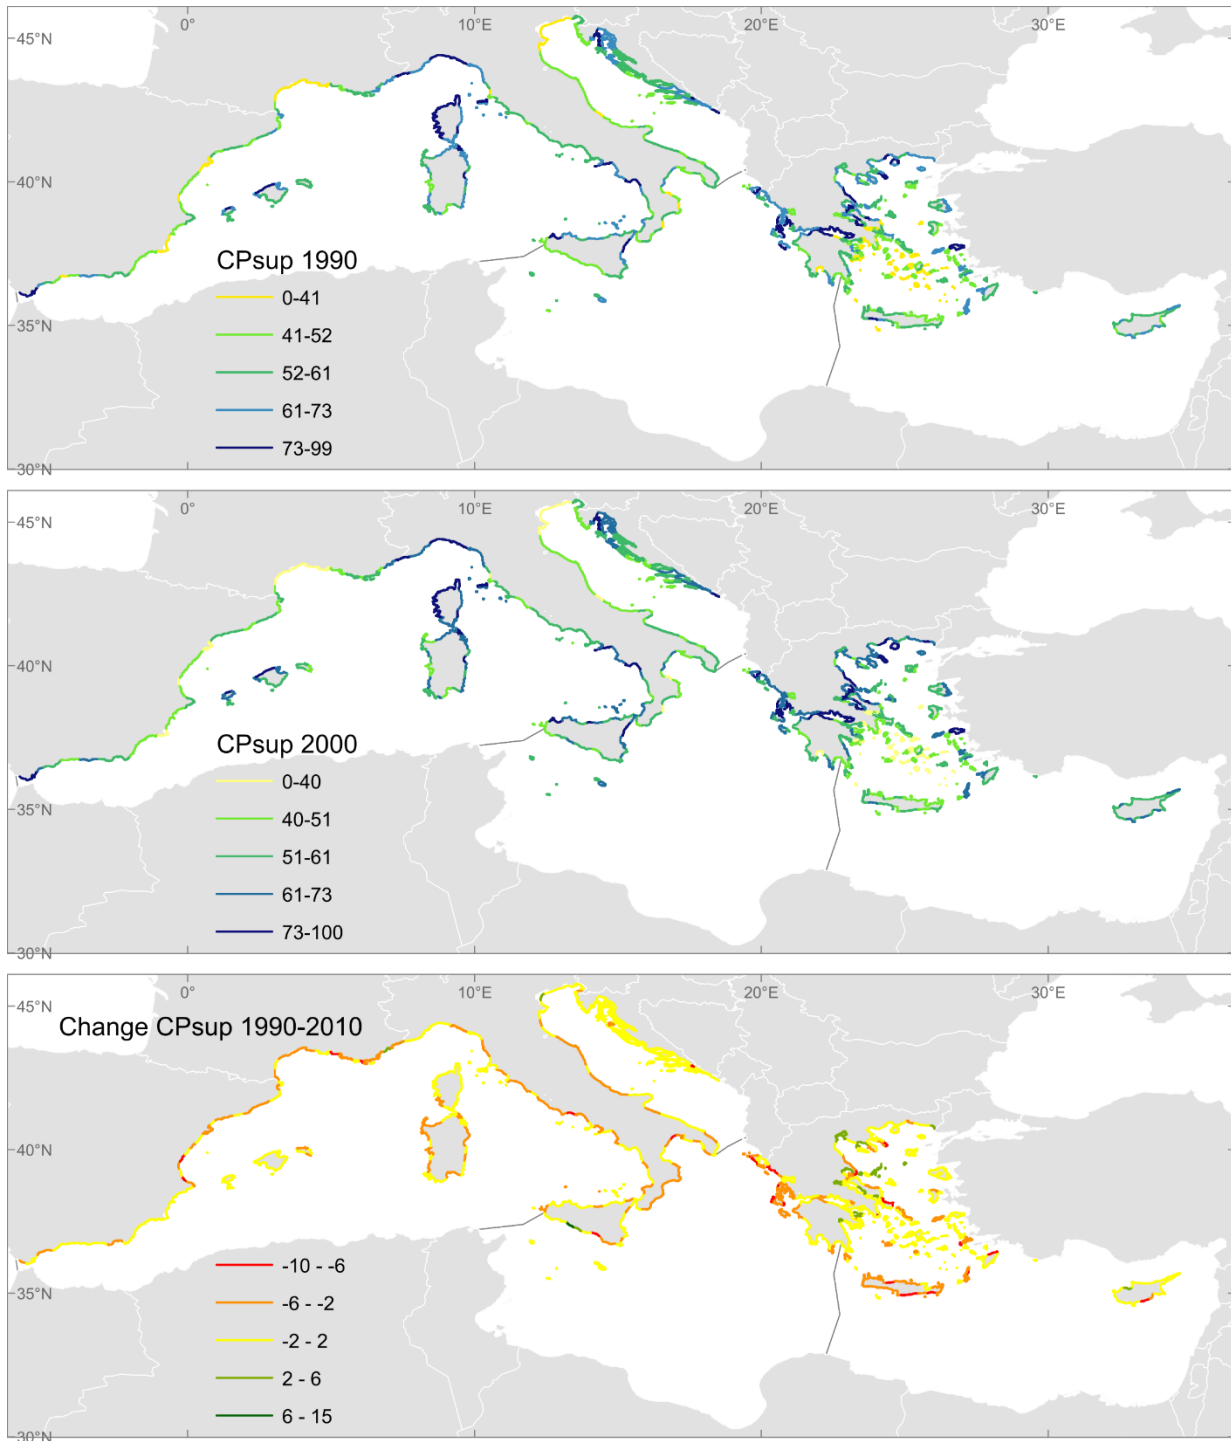 0° 10°E 20°E 30°E
45°N
40°N
CPsup 1990
0-41
35°N
41-52
52-61
61-73
73-99
30°N
0° 10°E 20°E 30°E
45°N
40°N
CPsup 2000
0-40
35°N
40-51
51-61
61-73
73-100
30°N
0° 10°E 20°E 30°E
45°N
Change CPsup 1990-2010
40°N
-10 - -6
35°N
-6 - -2
-2 - 2
2 - 6
6 - 15
30°N